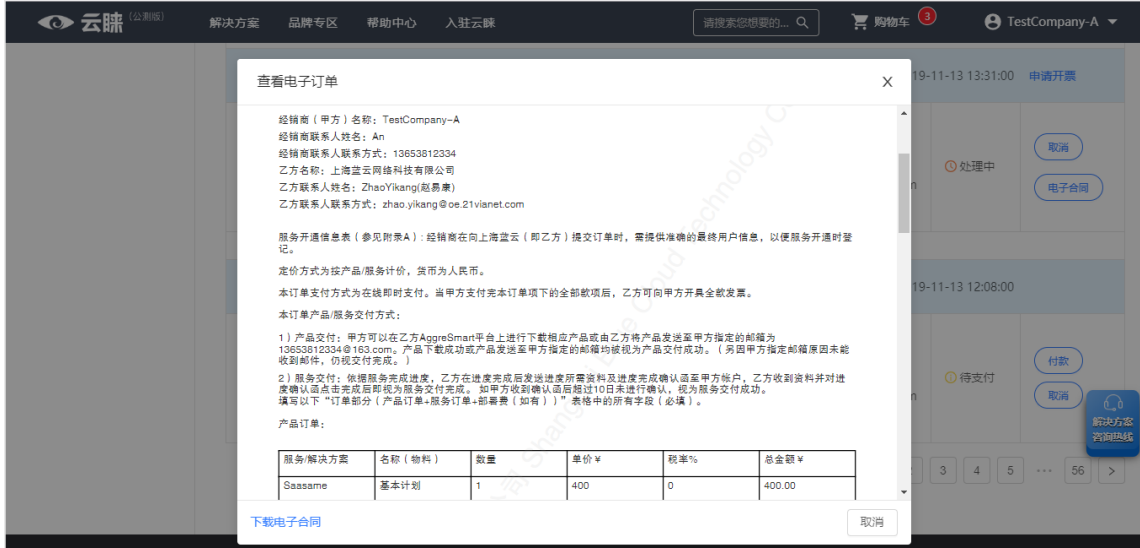 云睐 (公测版) 解决方案 品牌专区 帮助中心 入驻云睐 请搜索您想要的... 购物车 3 TestCompany-A
19-11-13 13:31:00 申请开票
查看电子订单 X
经销商（甲方）名称：TestCompany-A
经销商联系人姓名：An
经销商联系人联系方式：13653812334
乙方名称：上海蓝云网络科技有限公司
乙方联系人姓名：ZhaoYikang(赵易康)
乙方联系人联系方式：zhao.yikang@oe.21vianet.com
服务开通信息表（参见附录A）: 经销商在向上海蓝云（即乙方）提交订单时，需提供准确的最终用户信息，以便服务开通时登
记。
定价方式为按产品/服务计价，货币为人民币。
本订单支付方式为在线即时支付。当甲方支付完本订单项下的全部款项后，乙方可向甲方开具全款发票。
本订单产品/服务交付方式：
1）产品交付：甲方可以在乙方AggreSmart平台上进行下载相应产品或由乙方将产品发送至甲方指定的邮箱为
13653812334@163.com。产品下载成功或产品发送至甲方指定的邮箱均被视为产品交付成功。（另因甲方指定邮箱原因未能
收到邮件，仍视交付完成。）
2）服务交付：依据服务完成进度，乙方在进度完成后发送进度所需资料及进度完成确认函至甲方帐户，乙方收到资料并对进
度确认函点击完成后即视为服务交付完成。 如甲方收到确认函后超过10日未进行确认，视为服务交付成功。
填写以下“订单部分（产品订单+服务订单+部署费（如有））”表格中的所有字段（必填）。
产品订单：
服务/解决方案 名称（物料） 数量 单价￥ 税率% 总金额￥
Saasame 基本计划 1 400 0 400.00
下载电子合同 取消
处理中
取消
电子合同
19-11-13 12:08:00
待支付
付款
取消
解决方案
咨询热线
3 4 5 ••• 56 >